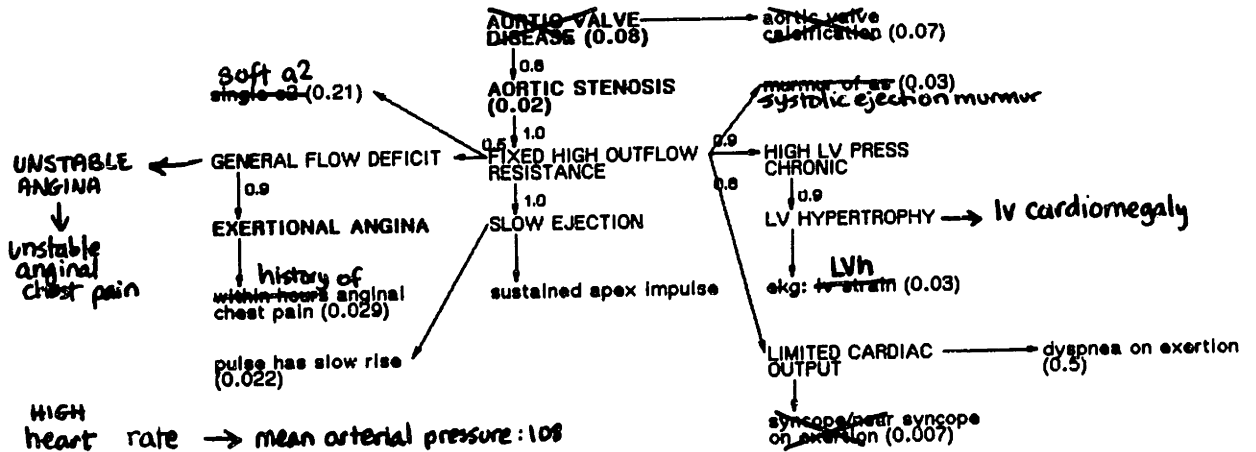 AORTIC VALVE
DISEASE (0.08)
aortic valve
calcification (0.07)
0.6
soft a2
single s2 (0.21)
AORTIC STENOSIS
(0.02)
murmur of as (0.03)
systolic ejection murmur
1.0
0.5
0.9
UNSTABLE
ANGINA
GENERAL FLOW DEFICIT
FIXED HIGH OUTFLOW
RESISTANCE
HIGH LV PRESS
CHRONIC
0.9
0.6
1.0
0.9
EXERTIONAL ANGINA
SLOW EJECTION
LV HYPERTROPHY
lv cardiomegaly
unstable
anginal
chest pain
history of
within hours anginal
chest pain (0.029)
sustained apex impulse
LVh
ekg: lv strain (0.03)
pulse has slow rise
(0.022)
LIMITED CARDIAC
OUTPUT
dyspnea on exertion
(0.5)
HIGH
heart rate
mean arterial pressure: 108
syncope/near syncope
on exertion (0.007)